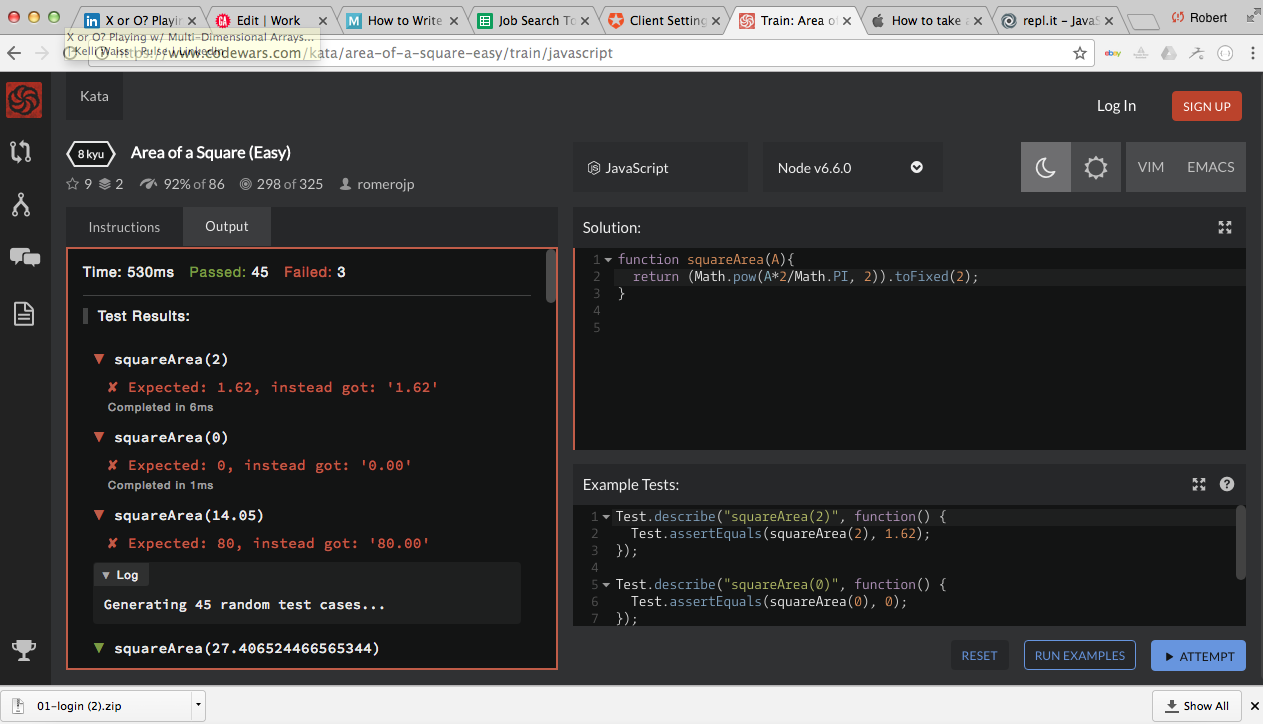 X or O? Playin
Edit | Work
How to Write
Job Search To
Client Setting
Train: Area of
How to take a
repl.it - JavaS
Robert
X or O? Playing w/ Multi-Dimensional Arrays...
Kelli Waiss | Pulse | LinkedIn
https://www.codewars.com/kata/area-of-a-square-easy/train/javascript
ebay
Kata
Log In
SIGN UP
8 kyu
Area of a Square (Easy)
9 2 92% of 86 298 of 325 romerojp
JavaScript
Node v6.6.0
VIM
EMACS
Instructions
Output
Time: 530ms Passed: 45 Failed: 3
Test Results:
▼ squareArea(2)
✘ Expected: 1.62, instead got: '1.62'
Completed in 6ms
▼ squareArea(0)
✘ Expected: 0, instead got: '0.00'
Completed in 1ms
▼ squareArea(14.05)
✘ Expected: 80, instead got: '80.00'
▼ Log
Generating 45 random test cases...
▼ squareArea(27.406524466565344)
Solution:
1 function squareArea(A){
2 return (Math.pow(A*2/Math.PI, 2)).toFixed(2);
3 }
4
5
Example Tests:
1 Test.describe("squareArea(2)", function() {
2 Test.assertEquals(squareArea(2), 1.62);
3 });
4
5 Test.describe("squareArea(0)", function() {
6 Test.assertEquals(squareArea(0), 0);
7 });
RESET
RUN EXAMPLES
ATTEMPT
01-login (2).zip
Show All